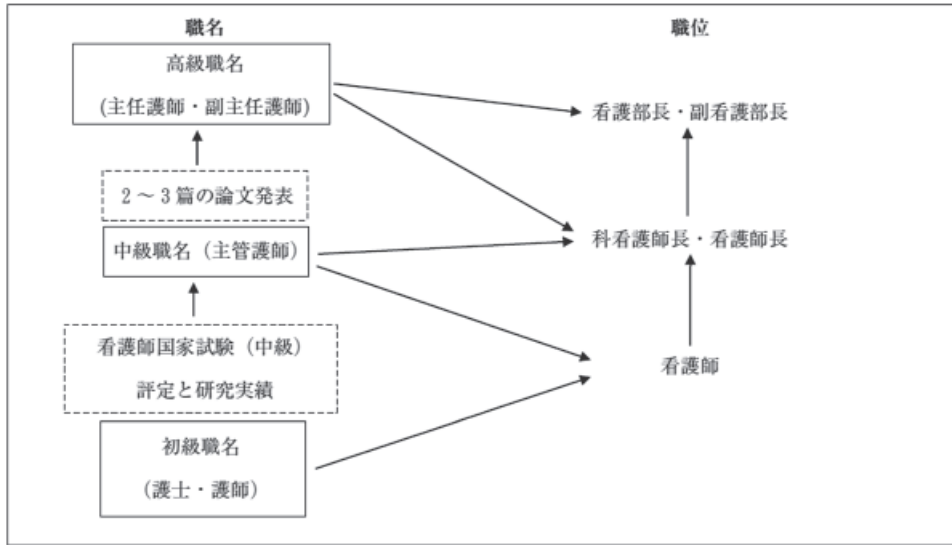 職名
高級職名
(主任護師・副主任護師)
2～3篇の論文発表
中級職名（主管護師）
看護師国家試験（中級）
評定と研究実績
初級職名
（護士・護師）
職位
看護部長・副看護部長
科看護師長・看護師長
看護師